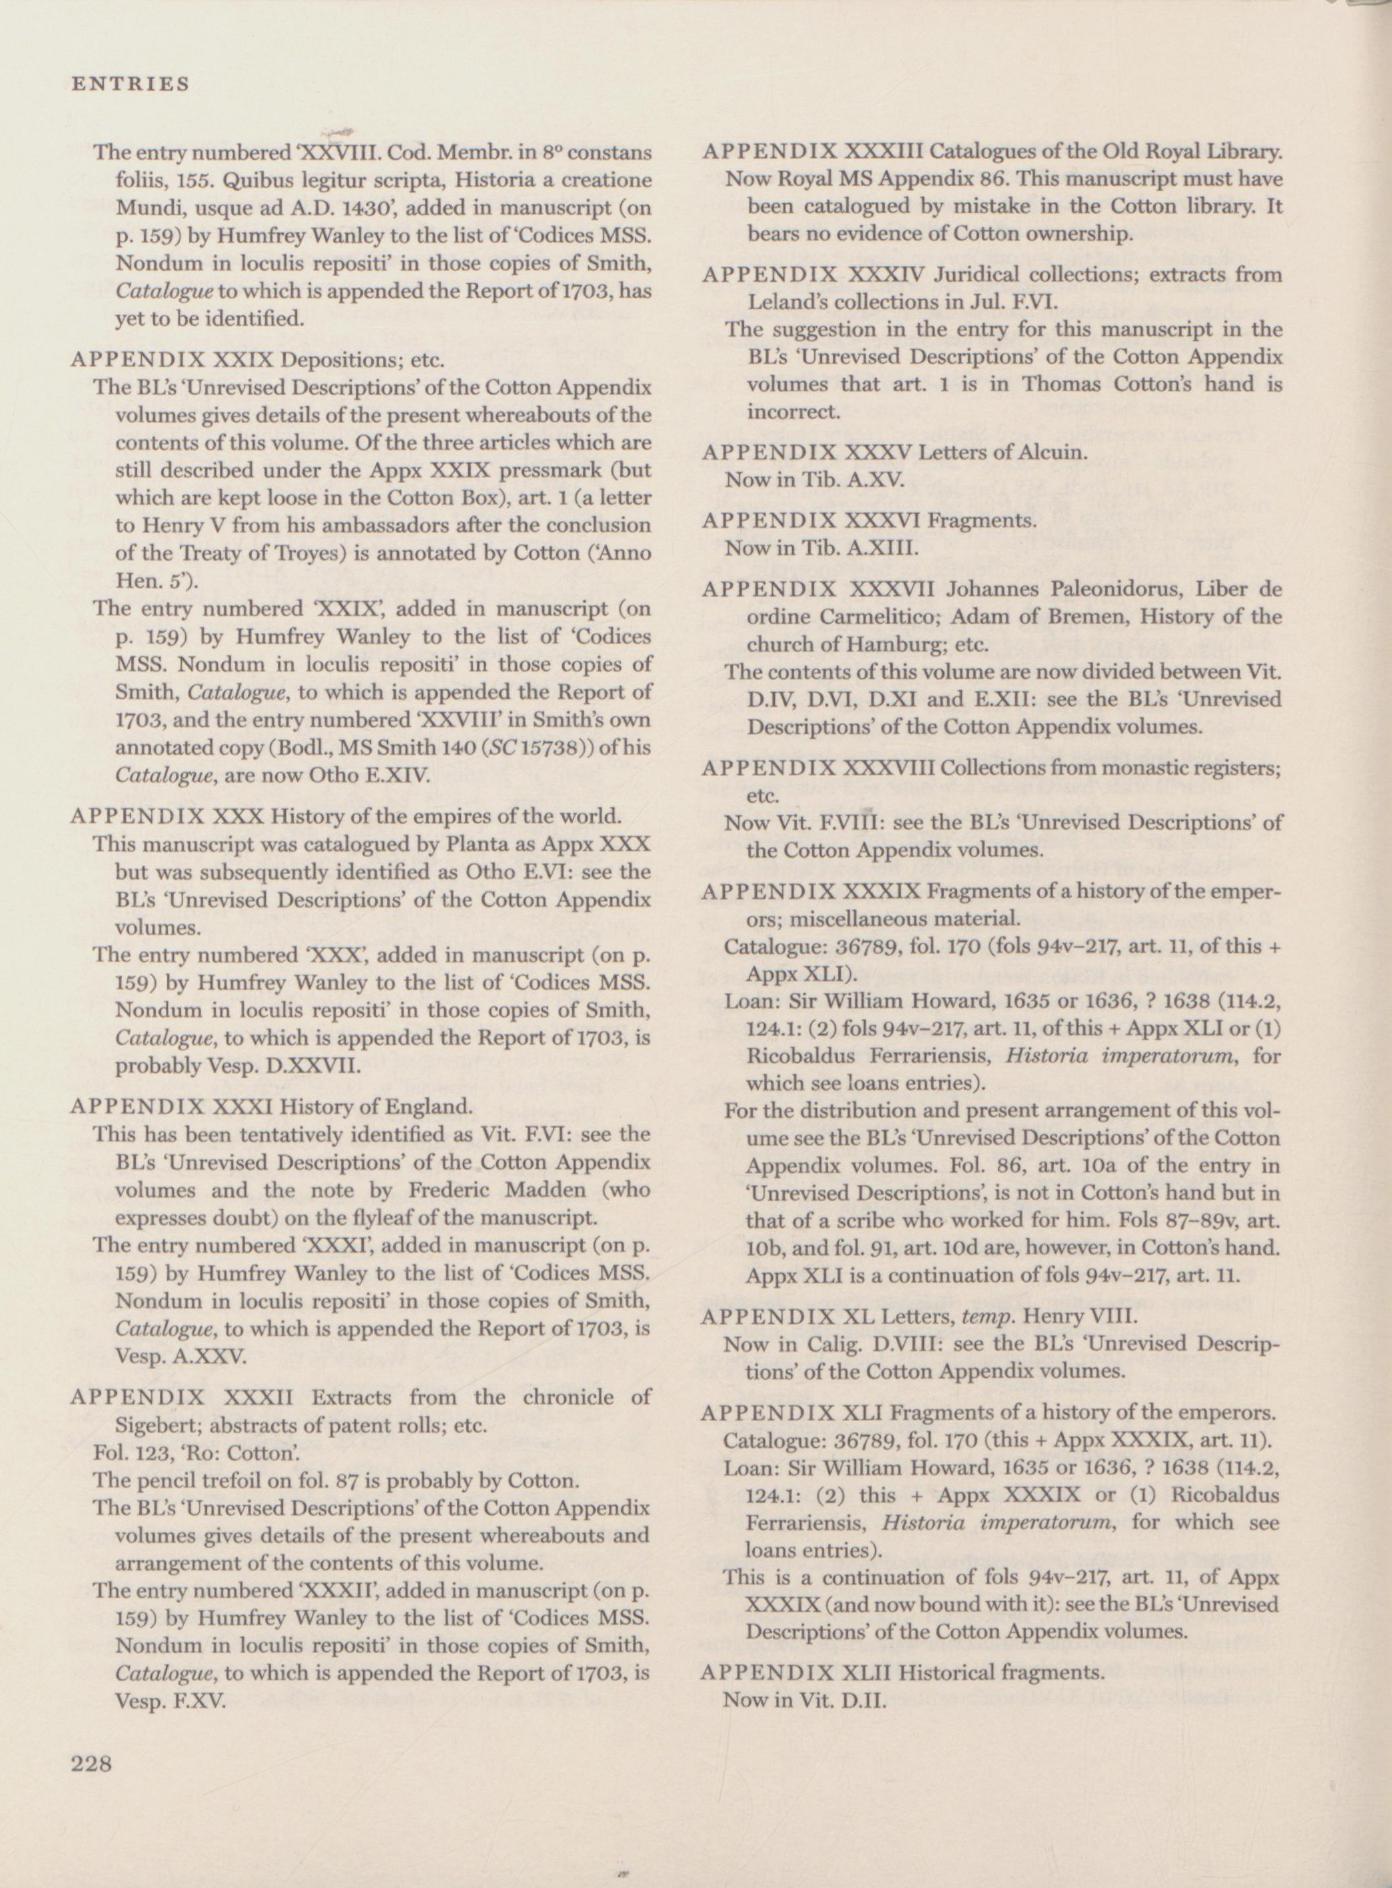 ENTRIES
The entry numbered ‘XXVIII. Cod. Membr. in 8º constans
foliis, 155. Quibus legitur scripta, Historia a creatione
Mundi, usque ad A.D. 1430’, added in manuscript (on
p. 159) by Humfrey Wanley to the list of ‘Codices MSS.
Nondum in loculis repositi’ in those copies of Smith,
Catalogue to which is appended the Report of 1703, has
yet to be identified.
APPENDIX XXIX Depositions; etc.
The BL’s ‘Unrevised Descriptions’ of the Cotton Appendix
volumes gives details of the present whereabouts of the
contents of this volume. Of the three articles which are
still described under the Appx XXIX pressmark (but
which are kept loose in the Cotton Box), art. 1 (a letter
to Henry V from his ambassadors after the conclusion
of the Treaty of Troyes) is annotated by Cotton (‘Anno
Hen. 5’).
The entry numbered ‘XXIX’, added in manuscript (on
p. 159) by Humfrey Wanley to the list of ‘Codices
MSS. Nondum in loculis repositi’ in those copies of
Smith, Catalogue, to which is appended the Report of
1703, and the entry numbered ‘XXVIII’ in Smith’s own
annotated copy (Bodl., MS Smith 140 (SC 15738)) of his
Catalogue, are now Otho E.XIV.
APPENDIX XXX History of the empires of the world.
This manuscript was catalogued by Planta as Appx XXX
but was subsequently identified as Otho E.VI: see the
BL’s ‘Unrevised Descriptions’ of the Cotton Appendix
volumes.
The entry numbered ‘XXX’, added in manuscript (on p.
159) by Humfrey Wanley to the list of ‘Codices MSS.
Nondum in loculis repositi’ in those copies of Smith,
Catalogue, to which is appended the Report of 1703, is
probably Vesp. D.XXVII.
APPENDIX XXXI History of England.
This has been tentatively identified as Vit. F.VI: see the
BL’s ‘Unrevised Descriptions’ of the Cotton Appendix
volumes and the note by Frederic Madden (who
expresses doubt) on the flyleaf of the manuscript.
The entry numbered ‘XXXI’, added in manuscript (on p.
159) by Humfrey Wanley to the list of ‘Codices MSS.
Nondum in loculis repositi’ in those copies of Smith,
Catalogue, to which is appended the Report of 1703, is
Vesp. A.XXV.
APPENDIX XXXII Extracts from the chronicle of
Sigebert; abstracts of patent rolls; etc.
Fol. 123, ‘Ro: Cotton’.
The pencil trefoil on fol. 87 is probably by Cotton.
The BL’s ‘Unrevised Descriptions’ of the Cotton Appendix
volumes gives details of the present whereabouts and
arrangement of the contents of this volume.
The entry numbered ‘XXXII’, added in manuscript (on p.
159) by Humfrey Wanley to the list of ‘Codices MSS.
Nondum in loculis repositi’ in those copies of Smith,
Catalogue, to which is appended the Report of 1703, is
Vesp. F.XV.
APPENDIX XXXIII Catalogues of the Old Royal Library.
Now Royal MS Appendix 86. This manuscript must have
been catalogued by mistake in the Cotton library. It
bears no evidence of Cotton ownership.
APPENDIX XXXIV Juridical collections; extracts from
Leland’s collections in Jul. F.VI.
The suggestion in the entry for this manuscript in the
BL’s ‘Unrevised Descriptions’ of the Cotton Appendix
volumes that art. 1 is in Thomas Cotton’s hand is
incorrect.
APPENDIX XXXV Letters of Alcuin.
Now in Tib. A.XV.
APPENDIX XXXVI Fragments.
Now in Tib. A.XIII.
APPENDIX XXXVII Johannes Paleonidorus, Liber de
ordine Carmelitico; Adam of Bremen, History of the
church of Hamburg; etc.
The contents of this volume are now divided between Vit.
D.IV, D.VI, D.XI and E.XII: see the BL’s ‘Unrevised
Descriptions’ of the Cotton Appendix volumes.
APPENDIX XXXVIII Collections from monastic registers;
etc.
Now Vit. F.VIII: see the BL’s ‘Unrevised Descriptions’ of
the Cotton Appendix volumes.
APPENDIX XXXIX Fragments of a history of the emper-
ors; miscellaneous material.
Catalogue: 36789, fol. 170 (fols 94v–217, art. 11, of this +
Appx XLI).
Loan: Sir William Howard, 1635 or 1636, ? 1638 (114.2,
124.1: (2) fols 94v–217, art. 11, of this + Appx XLI or (1)
Ricobaldus Ferrariensis, Historia imperatorum, for
which see loans entries).
For the distribution and present arrangement of this vol-
ume see the BL’s ‘Unrevised Descriptions’ of the Cotton
Appendix volumes. Fol. 86, art. 10a of the entry in
‘Unrevised Descriptions’, is not in Cotton’s hand but in
that of a scribe who worked for him. Fols 87–89v, art.
10b, and fol. 91, art. 10d are, however, in Cotton’s hand.
Appx XLI is a continuation of fols 94v–217, art. 11.
APPENDIX XL Letters, temp. Henry VIII.
Now in Calig. D.VIII: see the BL’s ‘Unrevised Descrip-
tions’ of the Cotton Appendix volumes.
APPENDIX XLI Fragments of a history of the emperors.
Catalogue: 36789, fol. 170 (this + Appx XXXIX, art. 11).
Loan: Sir William Howard, 1635 or 1636, ? 1638 (114.2,
124.1: (2) this + Appx XXXIX or (1) Ricobaldus
Ferrariensis, Historia imperatorum, for which see
loans entries).
This is a continuation of fols 94v–217, art. 11, of Appx
XXXIX (and now bound with it): see the BL’s ‘Unrevised
Descriptions’ of the Cotton Appendix volumes.
APPENDIX XLII Historical fragments.
Now in Vit. D.II.
228